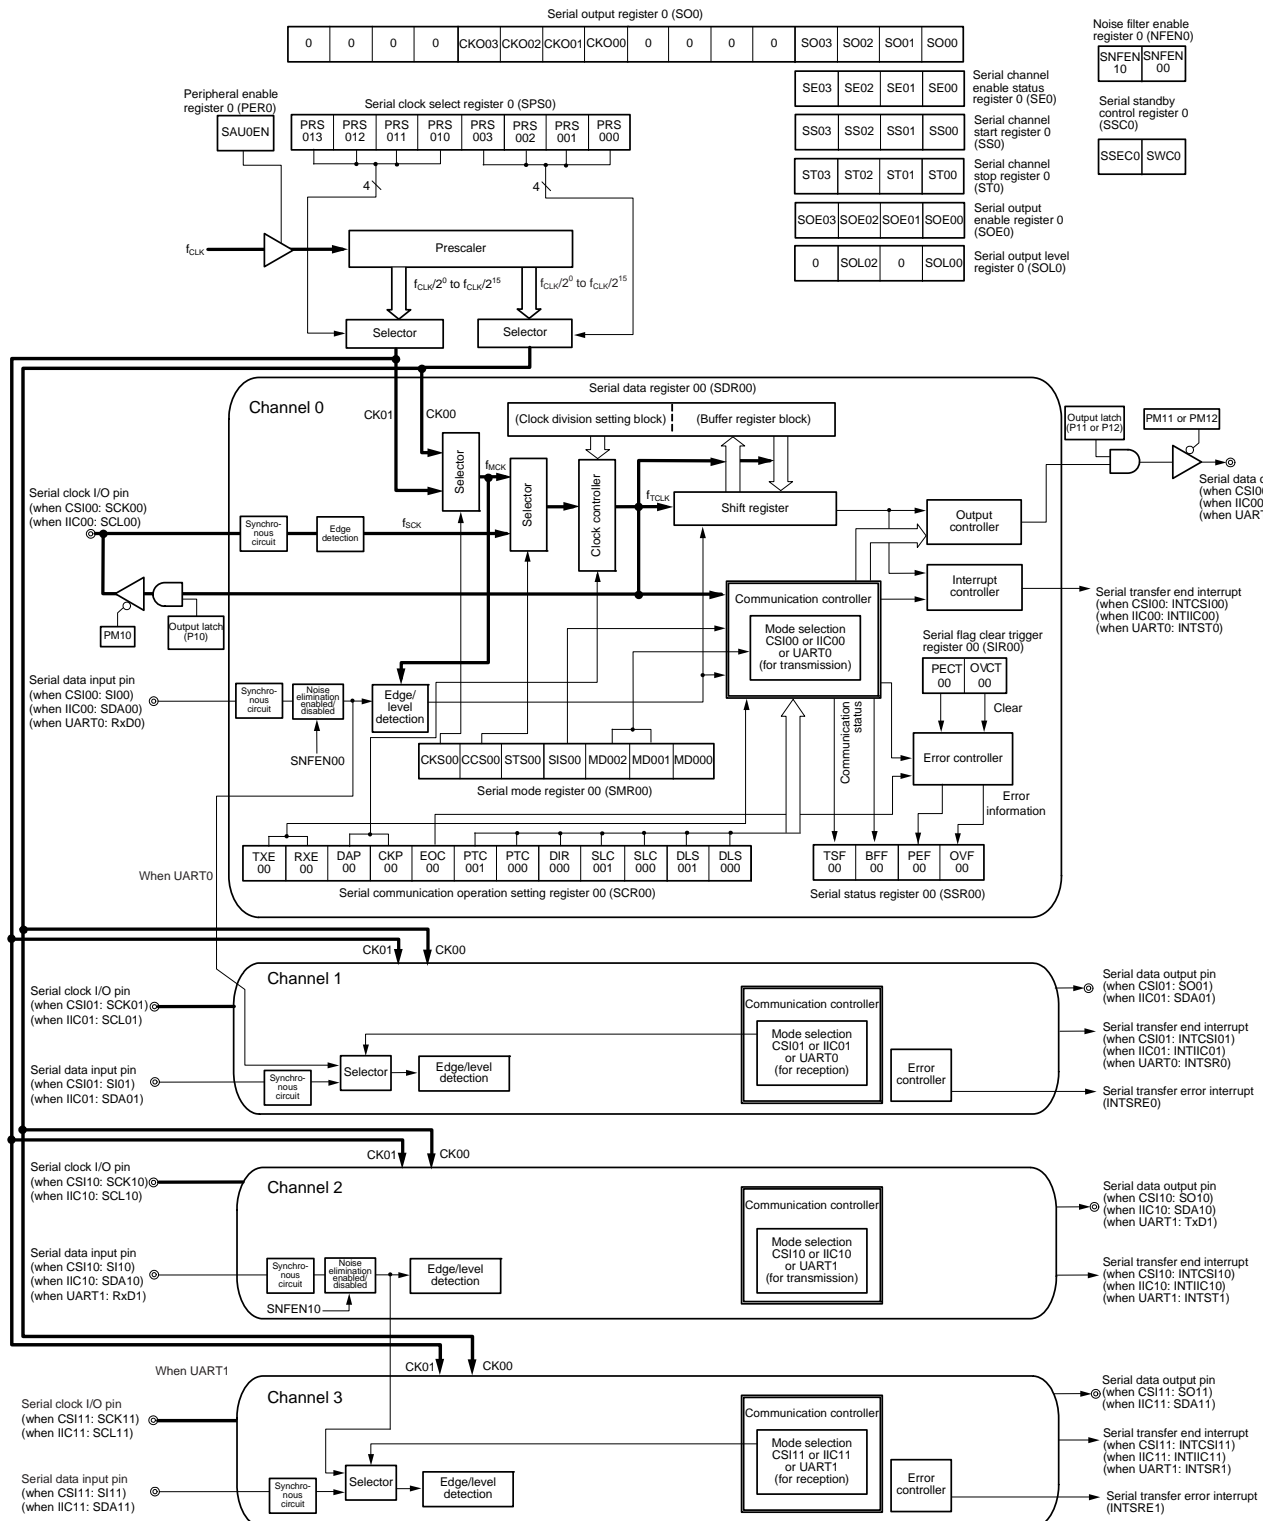 Serial output register 0 (SO0)
0 0 0 0 CKO03 CKO02 CKO01 CKO00 0 0 0 0 SO03 SO02 SO01 SO00
Noise filter enable
register 0 (NFEN0)
SNFEN SNFEN
10 00
SE03 SE02 SE01 SE00
Serial channel
enable status
register 0 (SE0)
Serial standby
control register 0
(SSC0)
SSEC0 SWC0
SS03 SS02 SS01 SS00
Serial channel
start register 0
(SS0)
ST03 ST02 ST01 ST00
Serial channel
stop register 0
(ST0)
SOE03 SOE02 SOE01 SOE00
Serial output
enable register 0
(SOE0)
0 SOL02 0 SOL00
Serial output level
register 0 (SOL0)
Peripheral enable
register 0 (PER0)
SAU0EN
Serial clock select register 0 (SPS0)
PRS PRS PRS PRS PRS PRS PRS PRS
013 012 011 010 003 002 001 000
4 4
fCLK
Prescaler
fCLK/2⁰ to fCLK/2¹⁵ fCLK/2⁰ to fCLK/2¹⁵
Selector Selector
Channel 0
CK01 CK00
Serial data register 00 (SDR00)
(Clock division setting block) (Buffer register block)
Selector
fMCK
Selector
Clock controller
fTCLK
Shift register
Output latch
(P11 or P12)
PM11 or PM12
Serial data o
(when CSI00
(when IIC00
(when UART
Output
controller
Interrupt
controller
Serial transfer end interrupt
(when CSI00: INTCSI00)
(when IIC00: INTIIC00)
(when UART0: INTST0)
Serial clock I/O pin
(when CSI00: SCK00)
(when IIC00: SCL00)
Synchro-
nous
circuit
Edge
detection
fSCK
PM10
Output latch
(P10)
Communication controller
Mode selection
CSI00 or IIC00
or UART0
(for transmission)
Serial flag clear trigger
register 00 (SIR00)
PECT OVCT
00 00
Clear
Serial data input pin
(when CSI00: SI00)
(when IIC00: SDA00)
(when UART0: RxD0)
Synchro-
nous
circuit
Noise
elimination
enabled/
disabled
Edge/
level
detection
SNFEN00
CKS00 CCS00 STS00 SIS00 MD002 MD001 MD000
Serial mode register 00 (SMR00)
Communication
status
Error controller
Error
information
When UART0
TXE RXE DAP CKP EOC PTC PTC DIR SLC SLC DLS DLS
00 00 00 00 00 001 000 000 001 000 001 000
Serial communication operation setting register 00 (SCR00)
TSF BFF PEF OVF
00 00 00 00
Serial status register 00 (SSR00)
CK01 CK00
Channel 1
Serial clock I/O pin
(when CSI01: SCK01)
(when IIC01: SCL01)
Serial data input pin
(when CSI01: SI01)
(when IIC01: SDA01)
Synchro-
nous
circuit
Selector
Edge/level
detection
Communication controller
Mode selection
CSI01 or IIC01
or UART0
(for reception)
Error
controller
Serial data output pin
(when CSI01: SO01)
(when IIC01: SDA01)
Serial transfer end interrupt
(when CSI01: INTCSI01)
(when IIC01: INTIIC01)
(when UART0: INTSR0)
Serial transfer error interrupt
(INTSRE0)
CK01 CK00
Channel 2
Serial clock I/O pin
(when CSI10: SCK10)
(when IIC10: SCL10)
Serial data input pin
(when CSI10: SI10)
(when IIC10: SDA10)
(when UART1: RxD1)
Synchro-
nous
circuit
Noise
elimination
enabled/
disabled
Edge/level
detection
SNFEN10
Communication controller
Mode selection
CSI10 or IIC10
or UART1
(for transmission)
Serial data output pin
(when CSI10: SO10)
(when IIC10: SDA10)
(when UART1: TxD1)
Serial transfer end interrupt
(when CSI10: INTCSI10)
(when IIC10: INTIIC10)
(when UART1: INTST1)
When UART1
CK01 CK00
Channel 3
Serial clock I/O pin
(when CSI11: SCK11)
(when IIC11: SCL11)
Serial data input pin
(when CSI11: SI11)
(when IIC11: SDA11)
Synchro-
nous
circuit
Selector
Edge/level
detection
Communication controller
Mode selection
CSI11 or IIC11
or UART1
(for reception)
Error
controller
Serial data output pin
(when CSI11: SO11)
(when IIC11: SDA11)
Serial transfer end interrupt
(when CSI11: INTCSI11)
(when IIC11: INTIIC11)
(when UART1: INTSR1)
Serial transfer error interrupt
(INTSRE1)